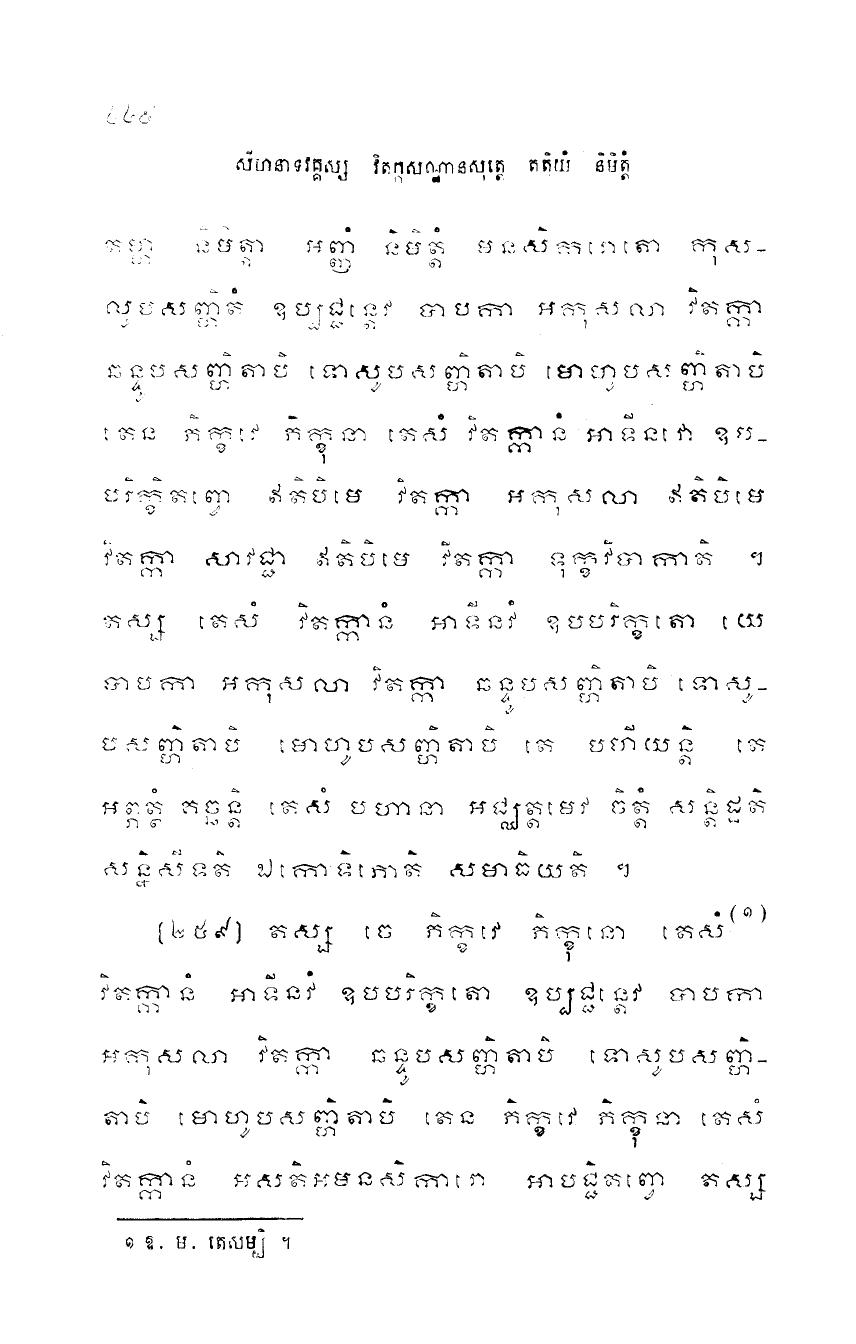 សីហនាទវគ្គស្ស វិតក្កសណ្ឋានសុត្តេ តតិយំ និមិត្តំ
តម្ហា និមិត្តា អញ្ញំ និមិត្តំ មនសិករោតោ កុស-
លូបសញ្ហិតំ ឧប្បជ្ជន្តេវ បាបកា អកុសលា វិតក្កា
ឆន្ទូបសញ្ហិតាបិ ទោសូបសញ្ហិតាបិ មោហូបសញ្ហិតាបិ
តេន ភិក្ខវេ ភិក្ខុនា តេសំ វិតក្កានំ អាទីនវោ ឧប-
បរិក្ខិតព្វោ ឥតិបិមេ វិតក្កា អកុសលា ឥតិបិមេ
វិតក្កា សាវជ្ជា ឥតិបិមេ វិតក្កា ទុក្ខវិបាកាតិ ។
តស្ស តេសំ វិតក្កានំ អាទីនវំ ឧបបរិក្ខតោ យេ
បាបកា អកុសលា វិតក្កា ឆន្ទូបសញ្ហិតាបិ ទោសូ-
បសញ្ហិតាបិ មោហូបសញ្ហិតាបិ តេ បហីយន្តិ តេ
អព្ភត្ថំ គច្ឆន្តិ តេសំ បហានា អជ្ឈត្តមេវ ចិត្តំ សន្តិដ្ឋតិ
សន្និសីទតិ ឯកោទិភោតិ សមាធិយតិ ។
[២៥៩] តស្ស ចេ ភិក្ខវេ ភិក្ខុនោ តេសំ(១)
វិតក្កានំ អាទីនវំ ឧបបរិក្ខតោ ឧប្បជ្ជន្តេវ បាបកា
អកុសលា វិតក្កា ឆន្ទូបសញ្ហិតាបិ ទោសូបសញ្ហិ-
តាបិ មោហូបសញ្ហិតាបិ តេន ភិក្ខវេ ភិក្ខុនា តេសំ
វិតក្កានំ អសតិអមនសិការោ អាបជ្ជិតព្វោ តស្ស
១ ឱ. ម. តេសម្បិ ។